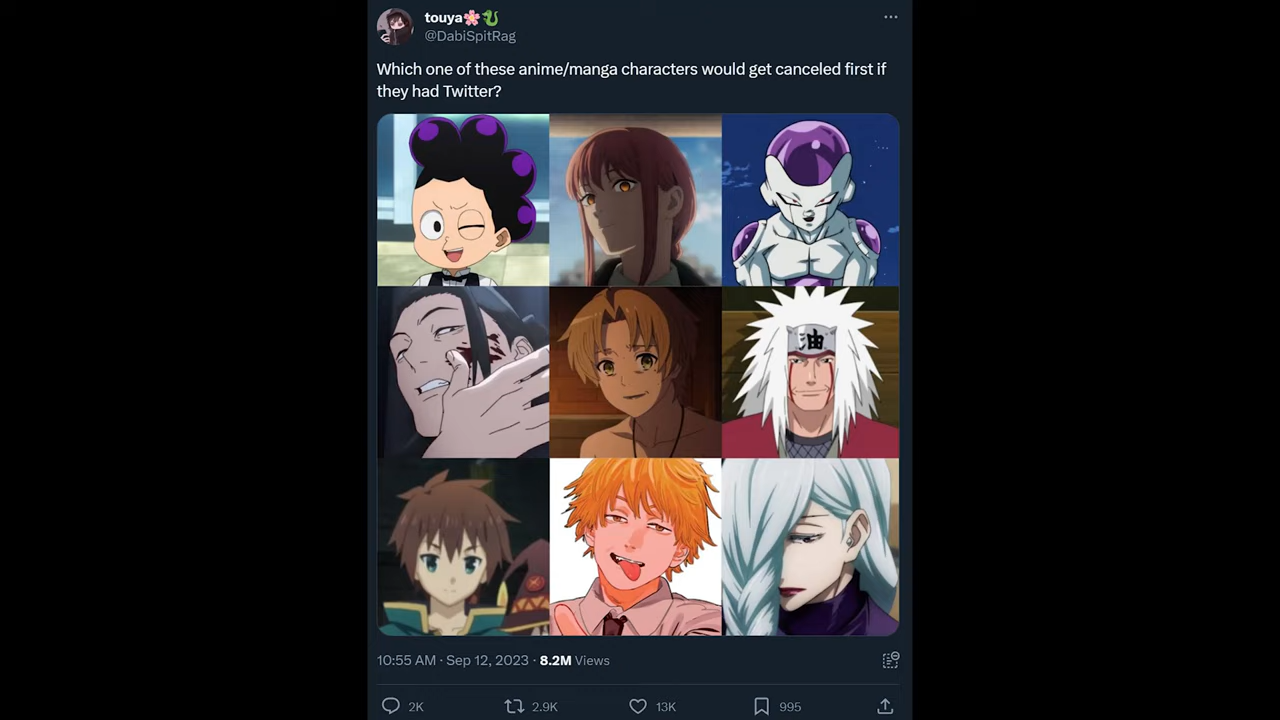 touya🌸🐍
@DabiSpitRag
Which one of these anime/manga characters would get canceled first if
they had Twitter?
油
10:55 AM · Sep 12, 2023 · 8.2M Views
2K
2.9K
13K
995